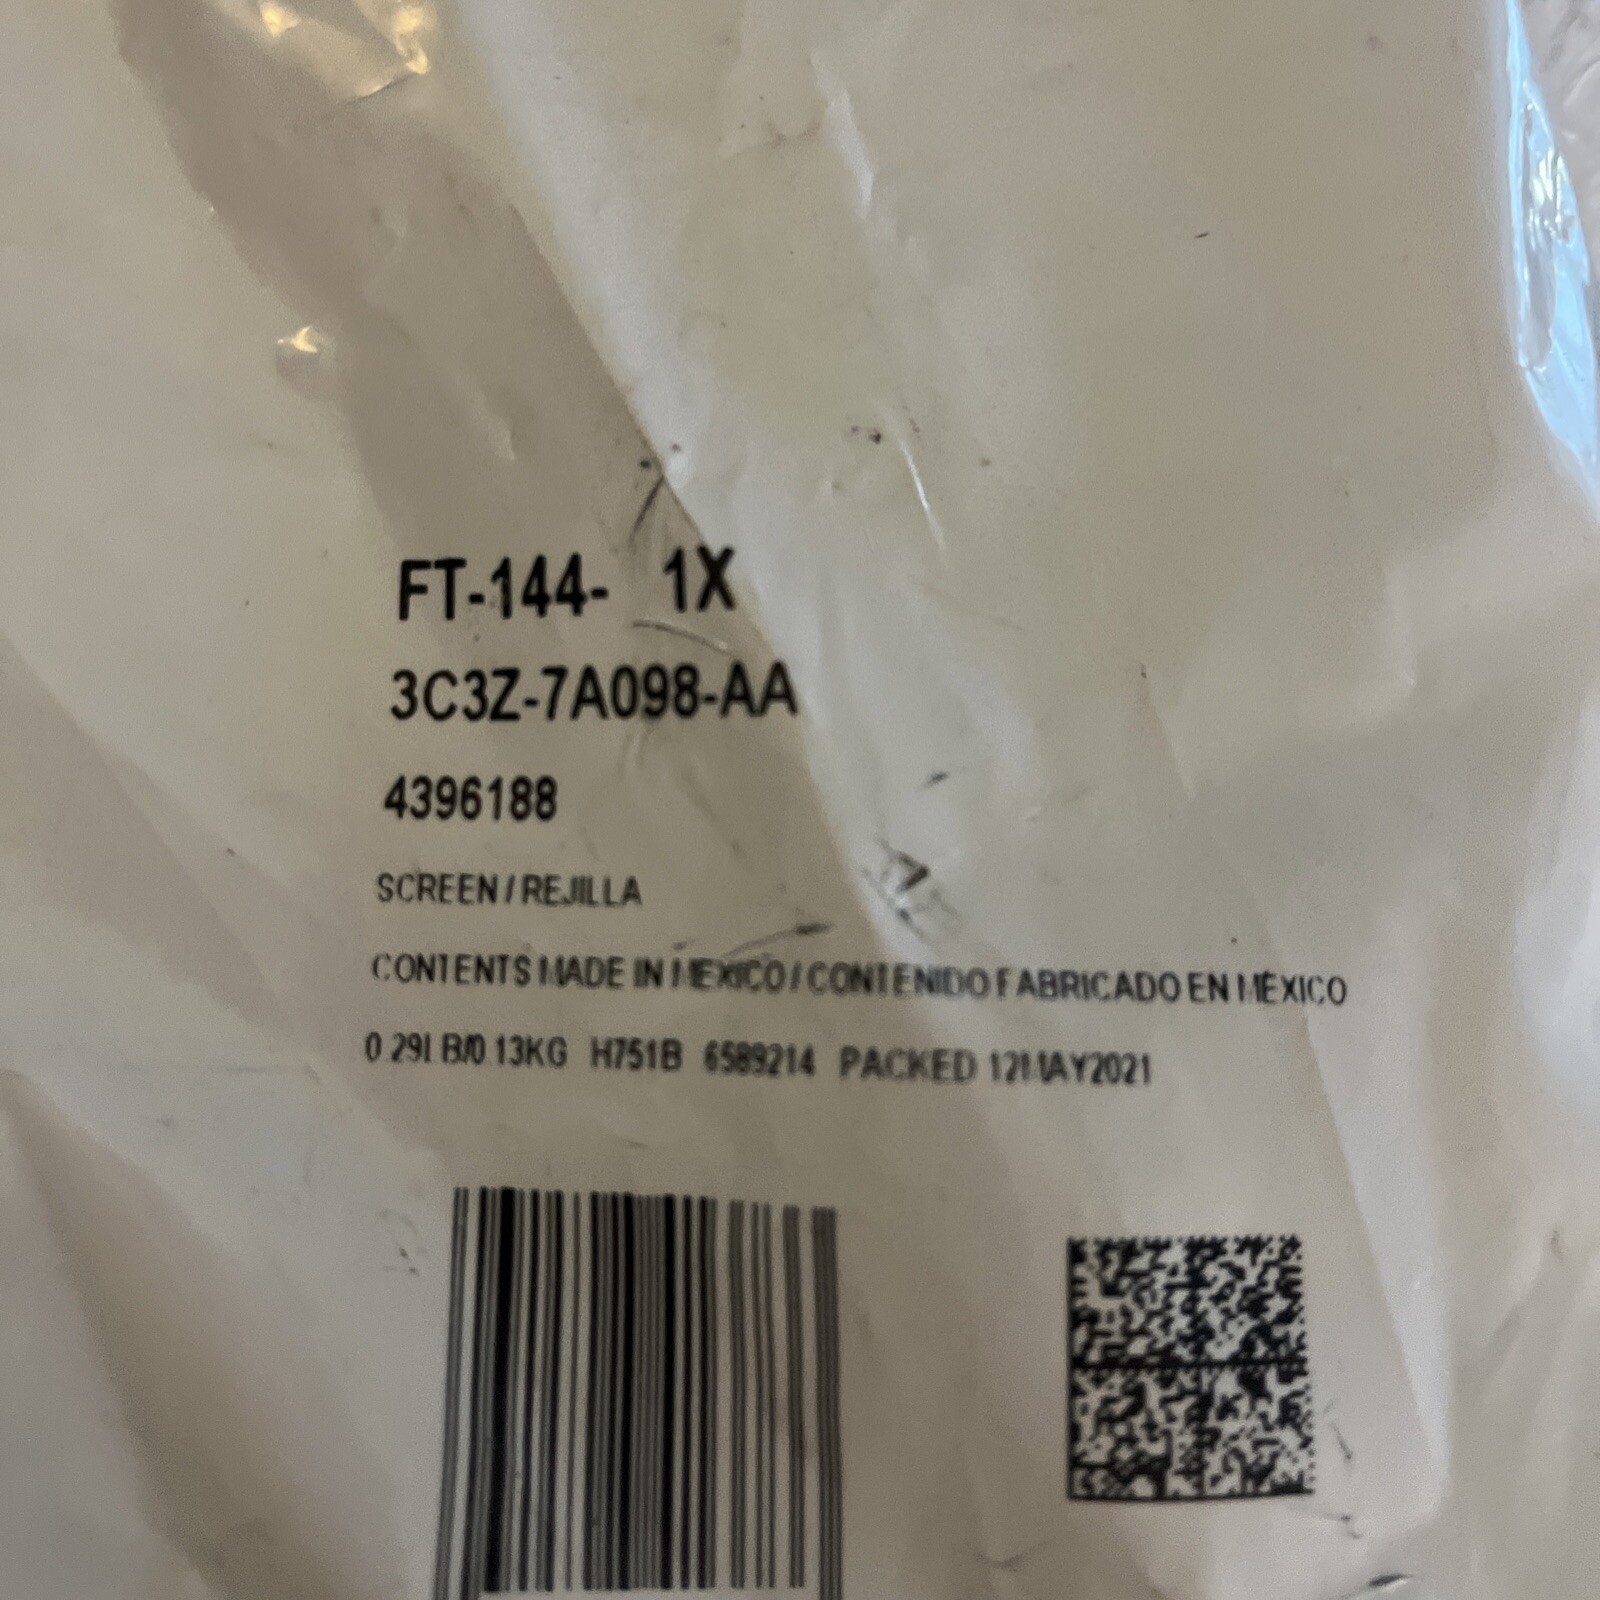 FT-144- 1X
3C3Z-7A098-AA
4396188
SCREEN / REJILLA
CONTENTS MADE IN MEXICO / CONTENIDO FABRICADO EN MÉXICO
0.29LB/0.13KG H751B 6589214 PACKED 12MAY2021